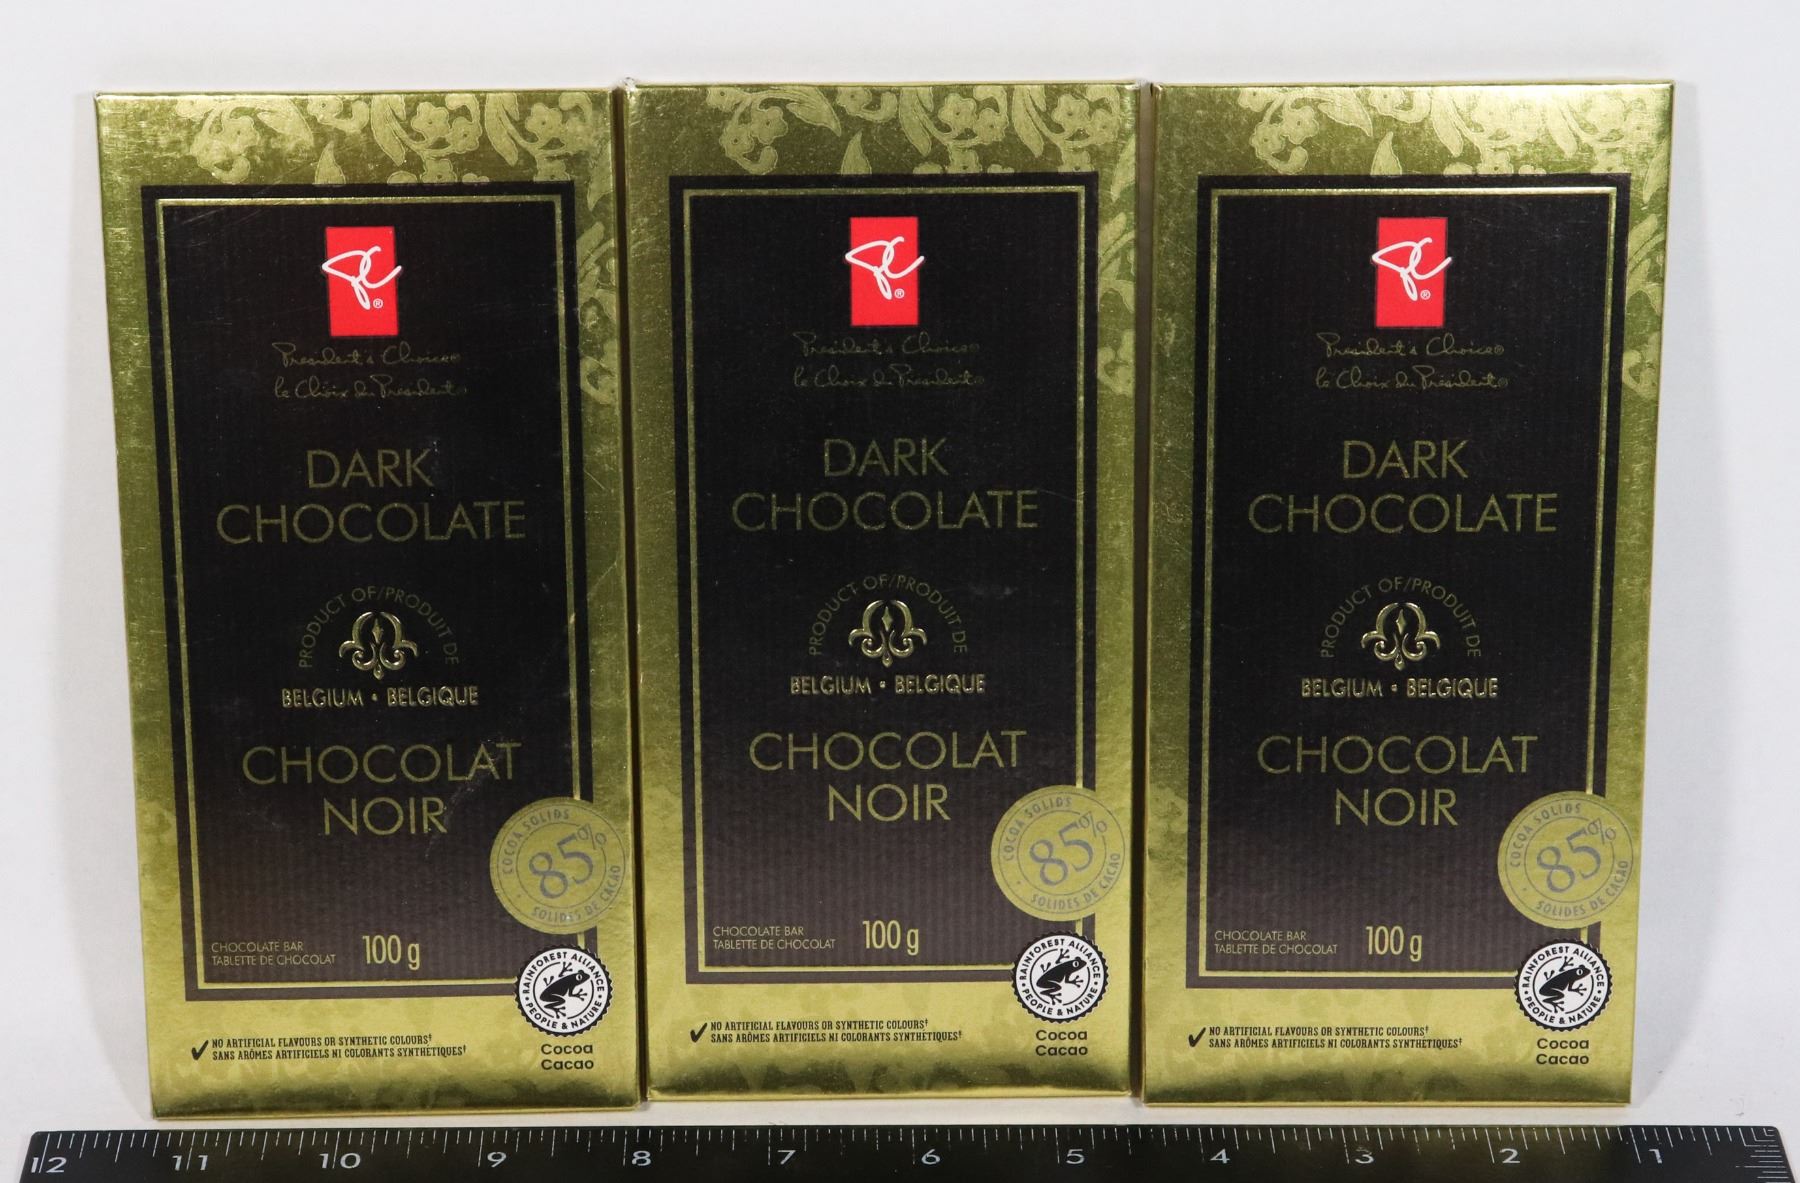 PC®
President's Choice®
le Choix du Président®
DARK
CHOCOLATE
PRODUCT OF/PRODUIT DE
BELGIUM • BELGIQUE
CHOCOLAT
NOIR
COCOA SOLIDS
85%
• SOLIDES DE CACAO
CHOCOLATE BAR
TABLETTE DE CHOCOLAT
100 g
RAINFOREST ALLIANCE
• PEOPLE & NATURE •
Cocoa
Cacao
✓ NO ARTIFICIAL FLAVOURS OR SYNTHETIC COLOURS‡
SANS ARÔMES ARTIFICIELS NI COLORANTS SYNTHÉTIQUES‡
PC®
President's Choice®
le Choix du Président®
DARK
CHOCOLATE
PRODUCT OF/PRODUIT DE
BELGIUM • BELGIQUE
CHOCOLAT
NOIR
COCOA SOLIDS
85%
• SOLIDES DE CACAO
CHOCOLATE BAR
TABLETTE DE CHOCOLAT
100 g
RAINFOREST ALLIANCE
• PEOPLE & NATURE •
Cocoa
Cacao
✓ NO ARTIFICIAL FLAVOURS OR SYNTHETIC COLOURS‡
SANS ARÔMES ARTIFICIELS NI COLORANTS SYNTHÉTIQUES‡
PC®
President's Choice®
le Choix du Président®
DARK
CHOCOLATE
PRODUCT OF/PRODUIT DE
BELGIUM • BELGIQUE
CHOCOLAT
NOIR
COCOA SOLIDS
85%
• SOLIDES DE CACAO
CHOCOLATE BAR
TABLETTE DE CHOCOLAT
100 g
RAINFOREST ALLIANCE
• PEOPLE & NATURE •
Cocoa
Cacao
✓ NO ARTIFICIAL FLAVOURS OR SYNTHETIC COLOURS‡
SANS ARÔMES ARTIFICIELS NI COLORANTS SYNTHÉTIQUES‡
12 11 10 9 8 7 6 5 4 3 2 1